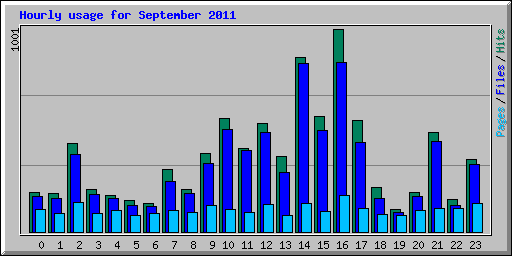 Hourly usage for September 2011
1001
Pages / Files / Hits
0 1 2 3 4 5 6 7 8 9 10 11 12 13 14 15 16 17 18 19 20 21 22 23